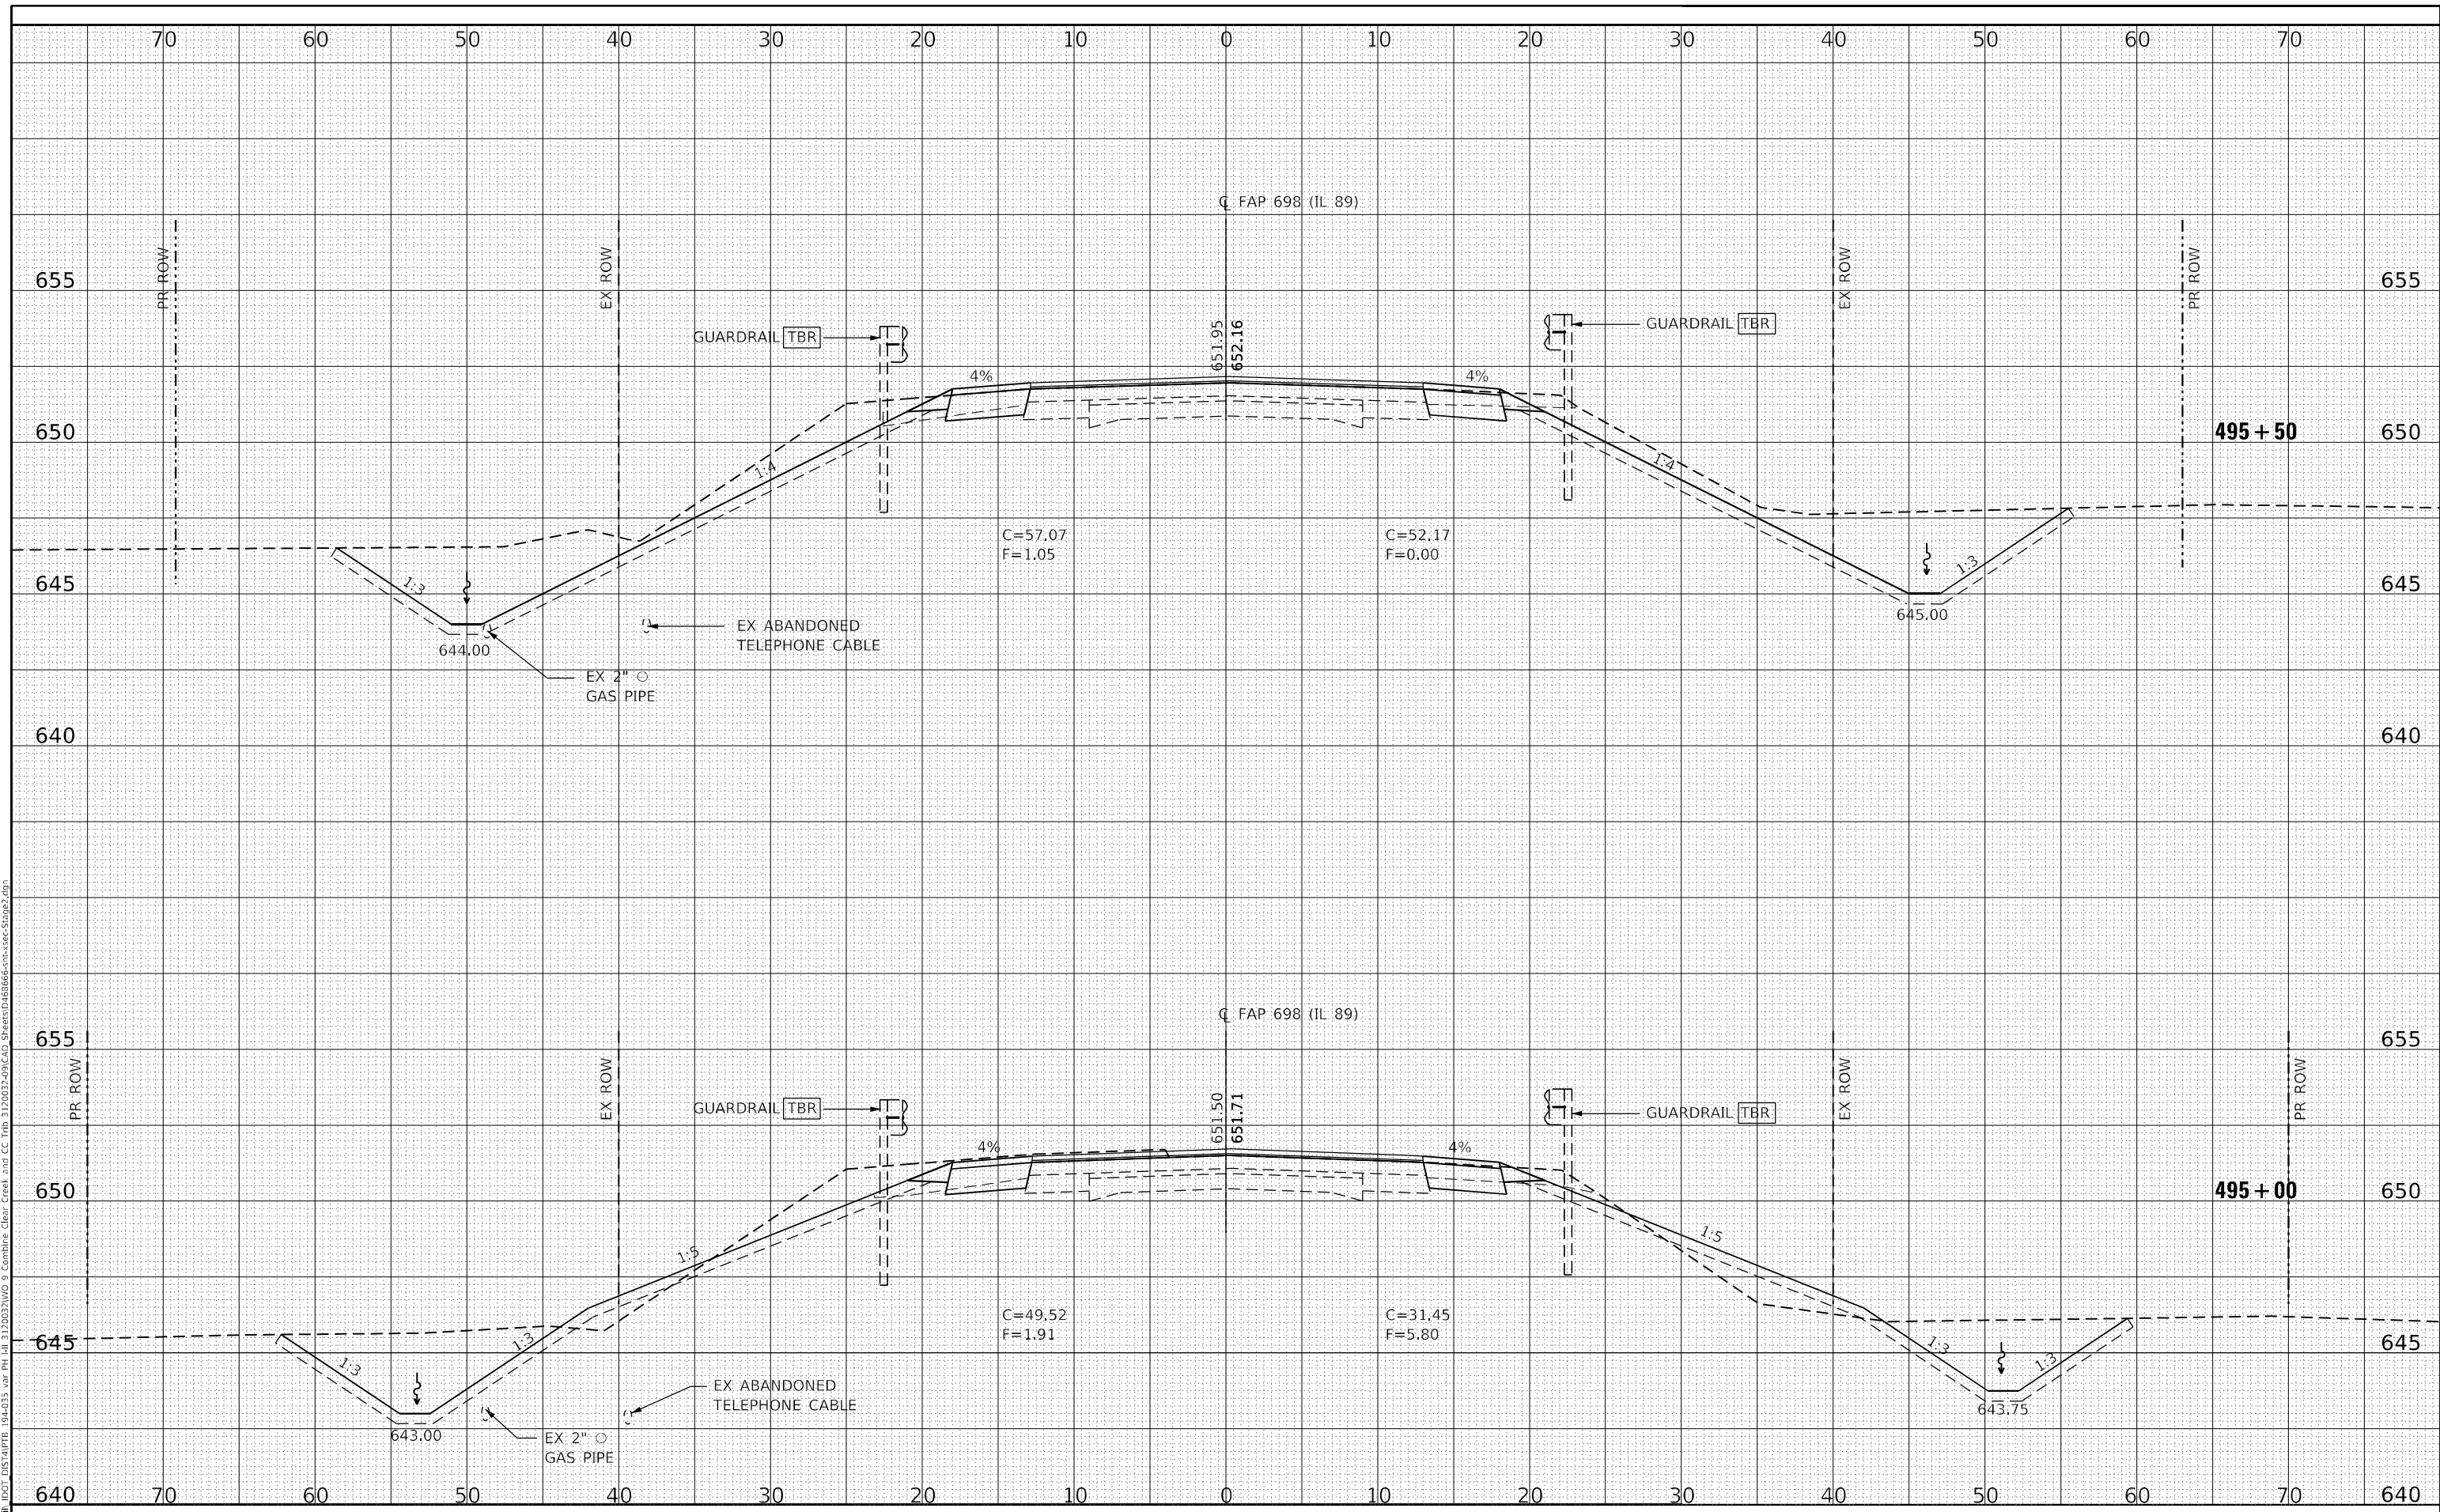 70 60 50 40 30 20 10 0 10 20 30 40 50 60 70
℄ FAP 698 (IL 89)
PR ROW
EX ROW
EX ROW
PR ROW
655
655
GUARDRAIL TBR
651.95
652.16
GUARDRAIL TBR
4%
4%
650
495+50
650
1:4
1:4
C=57.07
F=1.05
C=52.17
F=0.00
645
1:3
1:3
645
644.00
EX ABANDONED
TELEPHONE CABLE
645.00
EX 2" ∅
GAS PIPE
640
640
℄ FAP 698 (IL 89)
655
655
PR ROW
EX ROW
EX ROW
PR ROW
GUARDRAIL TBR
651.50
651.71
GUARDRAIL TBR
4%
4%
650
495+00
650
1:5
1:5
C=49.52
F=1.91
C=31.45
F=5.80
645
1:3
1:3
1:3
1:3
645
EX ABANDONED
TELEPHONE CABLE
643.00
643.75
EX 2" ∅
GAS PIPE
640 70 60 50 40 30 20 10 0 10 20 30 40 50 60 70 640